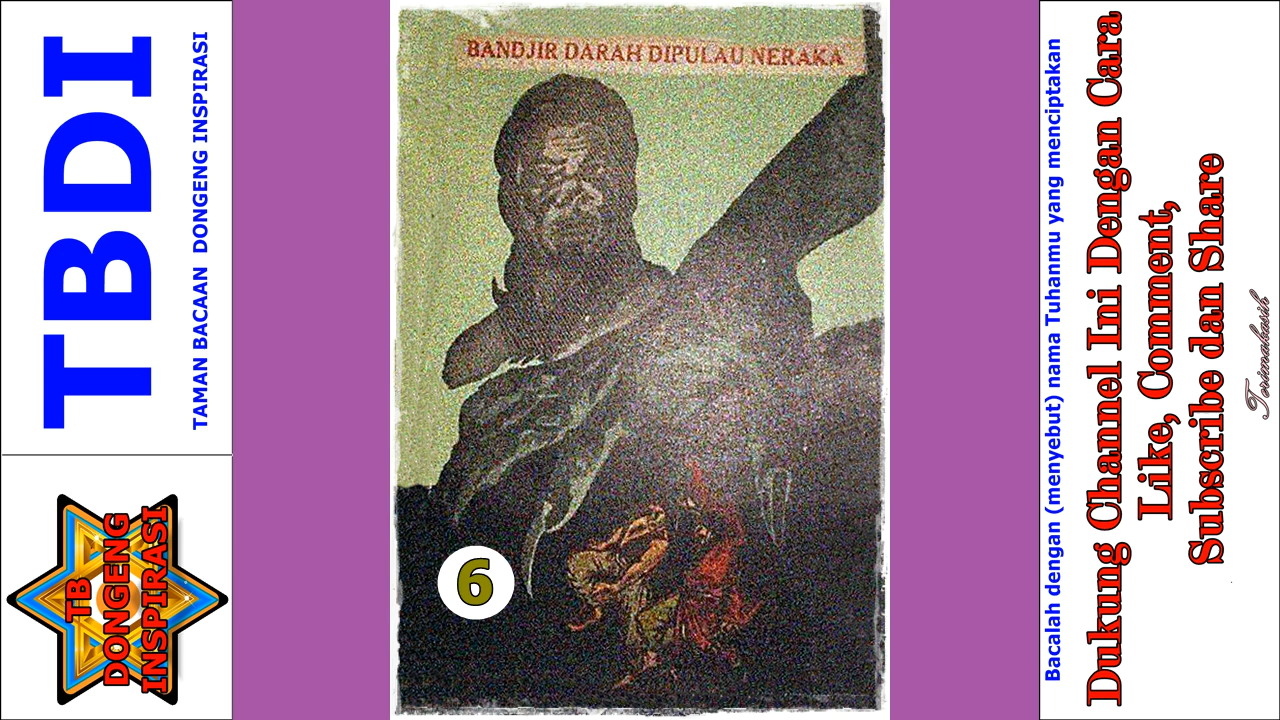 TBDI
TAMAN BACAAN DONGENG INSPIRASI
TB
DONGENG
INSPIRASI
BANDJIR DARAH DIPULAU NERAKA
6
Bacalah dengan (menyebut) nama Tuhanmu yang menciptakan
Dukung Channel Ini Dengan Cara
Like, Comment,
Subscribe dan Share
Terimakasih